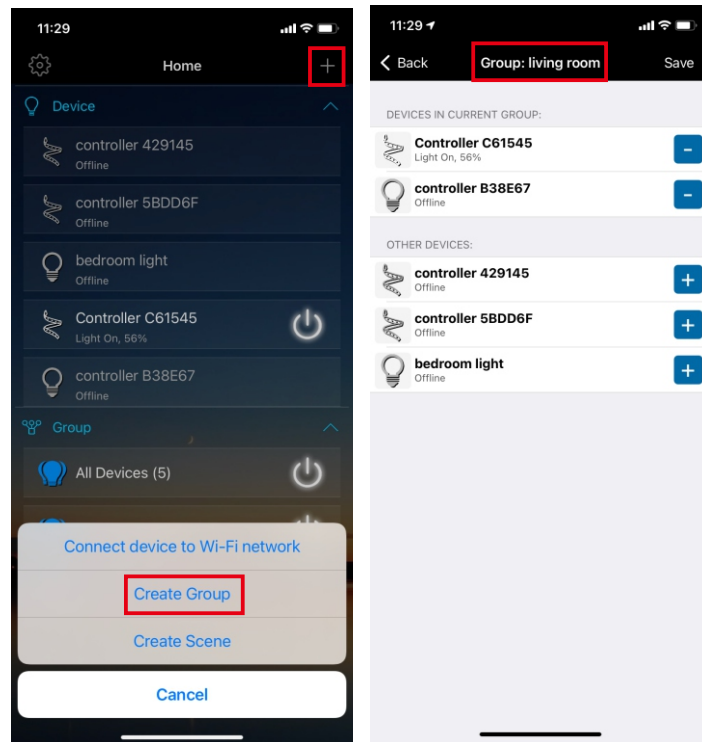 11:29
Home
Device
controller 429145
Offline
controller 5BDD6F
Offline
bedroom light
Offline
Controller C61545
Light On, 56%
controller B38E67
Offline
Group
All Devices (5)
Connect device to Wi-Fi network
Create Group
Create Scene
Cancel
11:29
Back Group: living room Save
DEVICES IN CURRENT GROUP:
Controller C61545
Light On, 56%
controller B38E67
Offline
OTHER DEVICES:
controller 429145
Offline
controller 5BDD6F
Offline
bedroom light
Offline